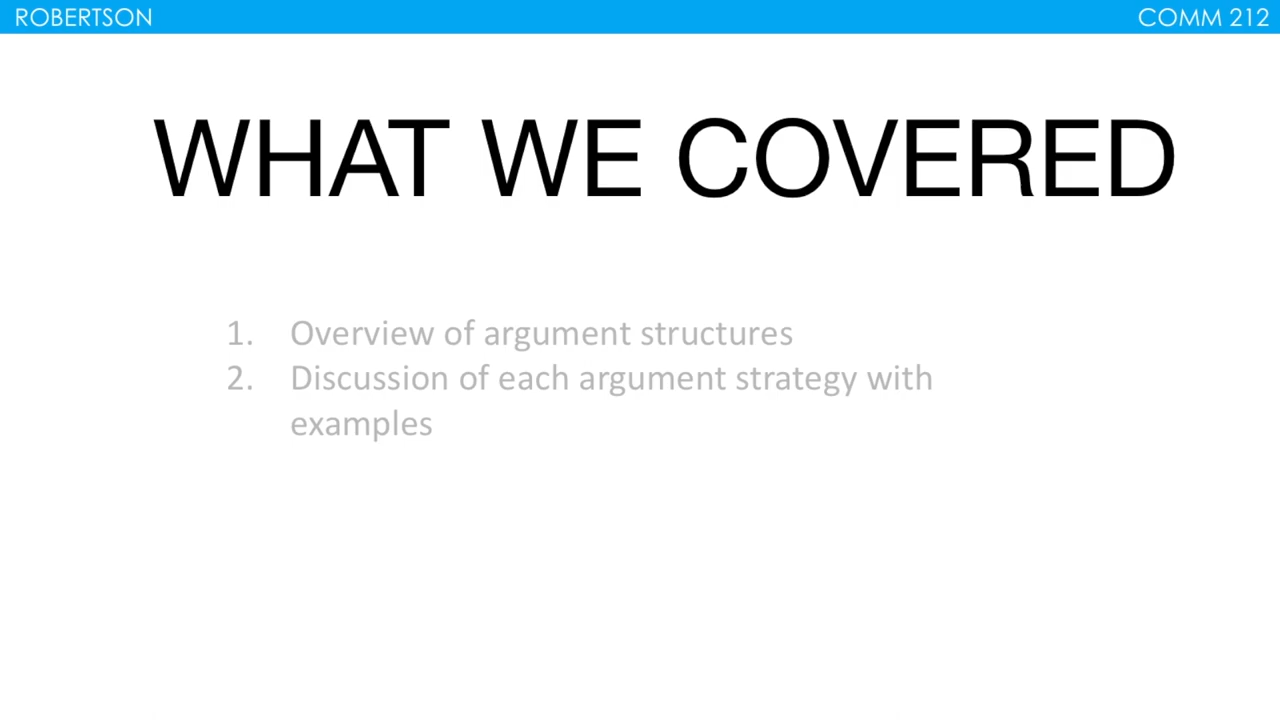 ROBERTSON COMM 212
WHAT WE COVERED
1. Overview of argument structures
2. Discussion of each argument strategy with
examples